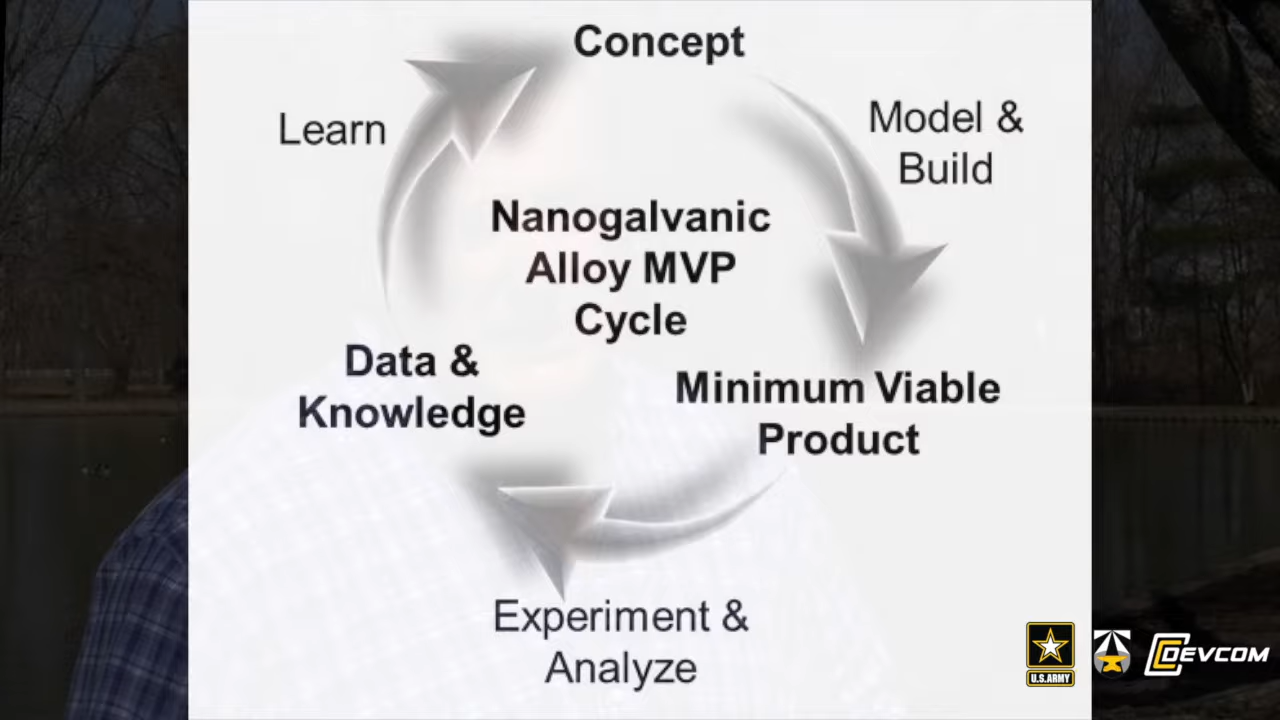 Concept
Learn
Model &
Build
Nanogalvanic
Alloy MVP
Cycle
Data &
Knowledge
Minimum Viable
Product
Experiment &
Analyze
U.S.ARMY
DEVCOM